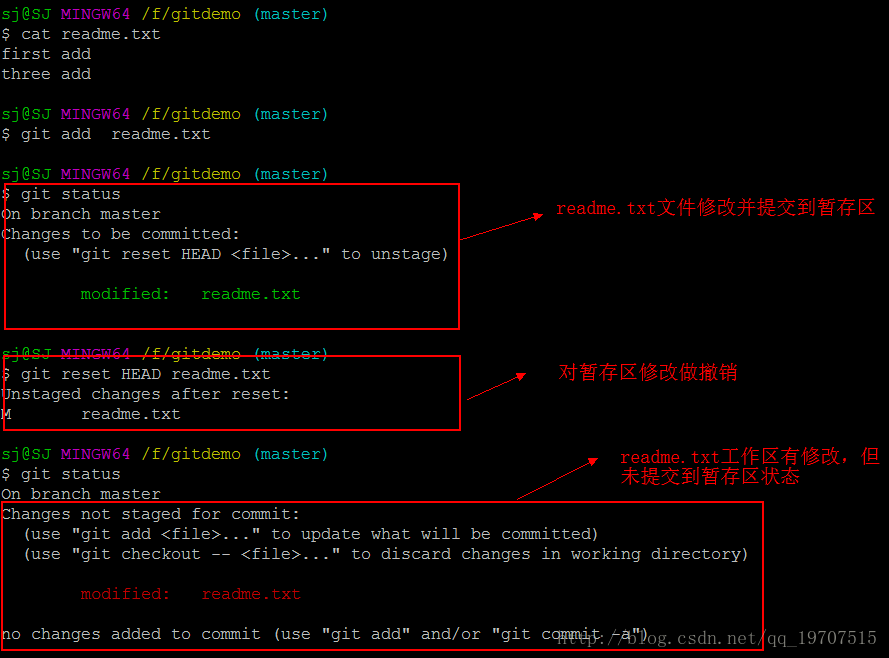 sj@SJ MINGW64 /f/gitdemo (master)
$ cat readme.txt
first add
three add
sj@SJ MINGW64 /f/gitdemo (master)
$ git add  readme.txt
sj@SJ MINGW64 /f/gitdemo (master)
$ git status
On branch master
Changes to be committed:
  (use "git reset HEAD <file>..." to unstage)
        modified:   readme.txt
readme.txt文件修改并提交到暂存区
sj@SJ MINGW64 /f/gitdemo (master)
$ git reset HEAD readme.txt
Unstaged changes after reset:
M       readme.txt
对暂存区修改做撤销
sj@SJ MINGW64 /f/gitdemo (master)
$ git status
On branch master
readme.txt工作区有修改，但
未提交到暂存区状态
Changes not staged for commit:
  (use "git add <file>..." to update what will be committed)
  (use "git checkout -- <file>..." to discard changes in working directory)
        modified:   readme.txt
no changes added to commit (use "git add" and/or "git commit -a")
http://blog.csdn.net/qq_19707515